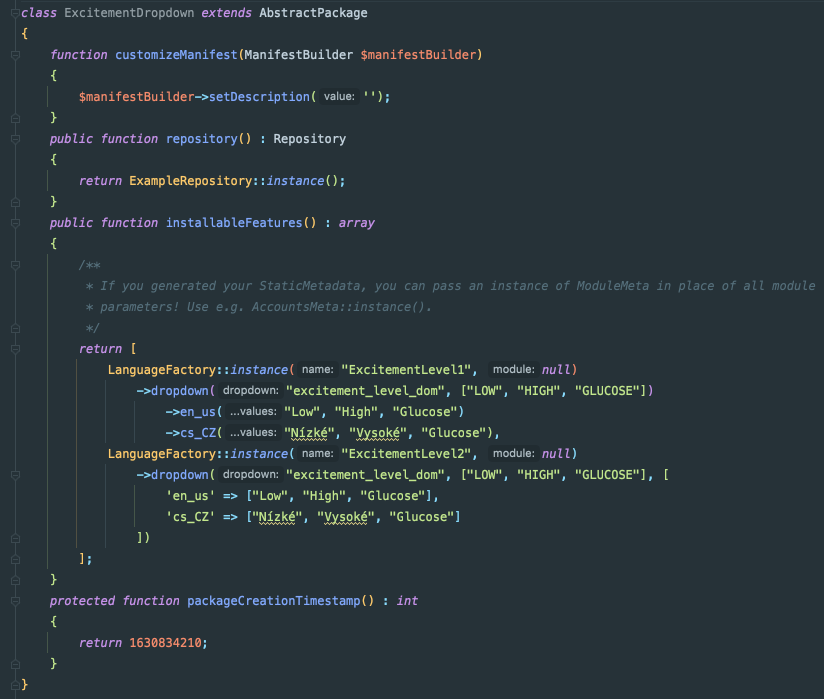 class ExcitementDropdown extends AbstractPackage
{
function customizeManifest(ManifestBuilder $manifestBuilder)
{
$manifestBuilder->setDescription( value: '');
}
public function repository() : Repository
{
return ExampleRepository::instance();
}
public function installableFeatures() : array
{
/**
* If you generated your StaticMetadata, you can pass an instance of ModuleMeta in place of all module
* parameters! Use e.g. AccountsMeta::instance().
*/
return [
LanguageFactory::instance( name: "ExcitementLevel1", module: null)
->dropdown( dropdown: "excitement_level_dom", ["LOW", "HIGH", "GLUCOSE"])
->en_us( ...values: "Low", "High", "Glucose")
->cs_CZ( ...values: "Nízké", "Vysoké", "Glucose"),
LanguageFactory::instance( name: "ExcitementLevel2", module: null)
->dropdown( dropdown: "excitement_level_dom", ["LOW", "HIGH", "GLUCOSE"], [
'en_us' => ["Low", "High", "Glucose"],
'cs_CZ' => ["Nízké", "Vysoké", "Glucose"]
])
];
}
protected function packageCreationTimestamp() : int
{
return 1630834210;
}
}